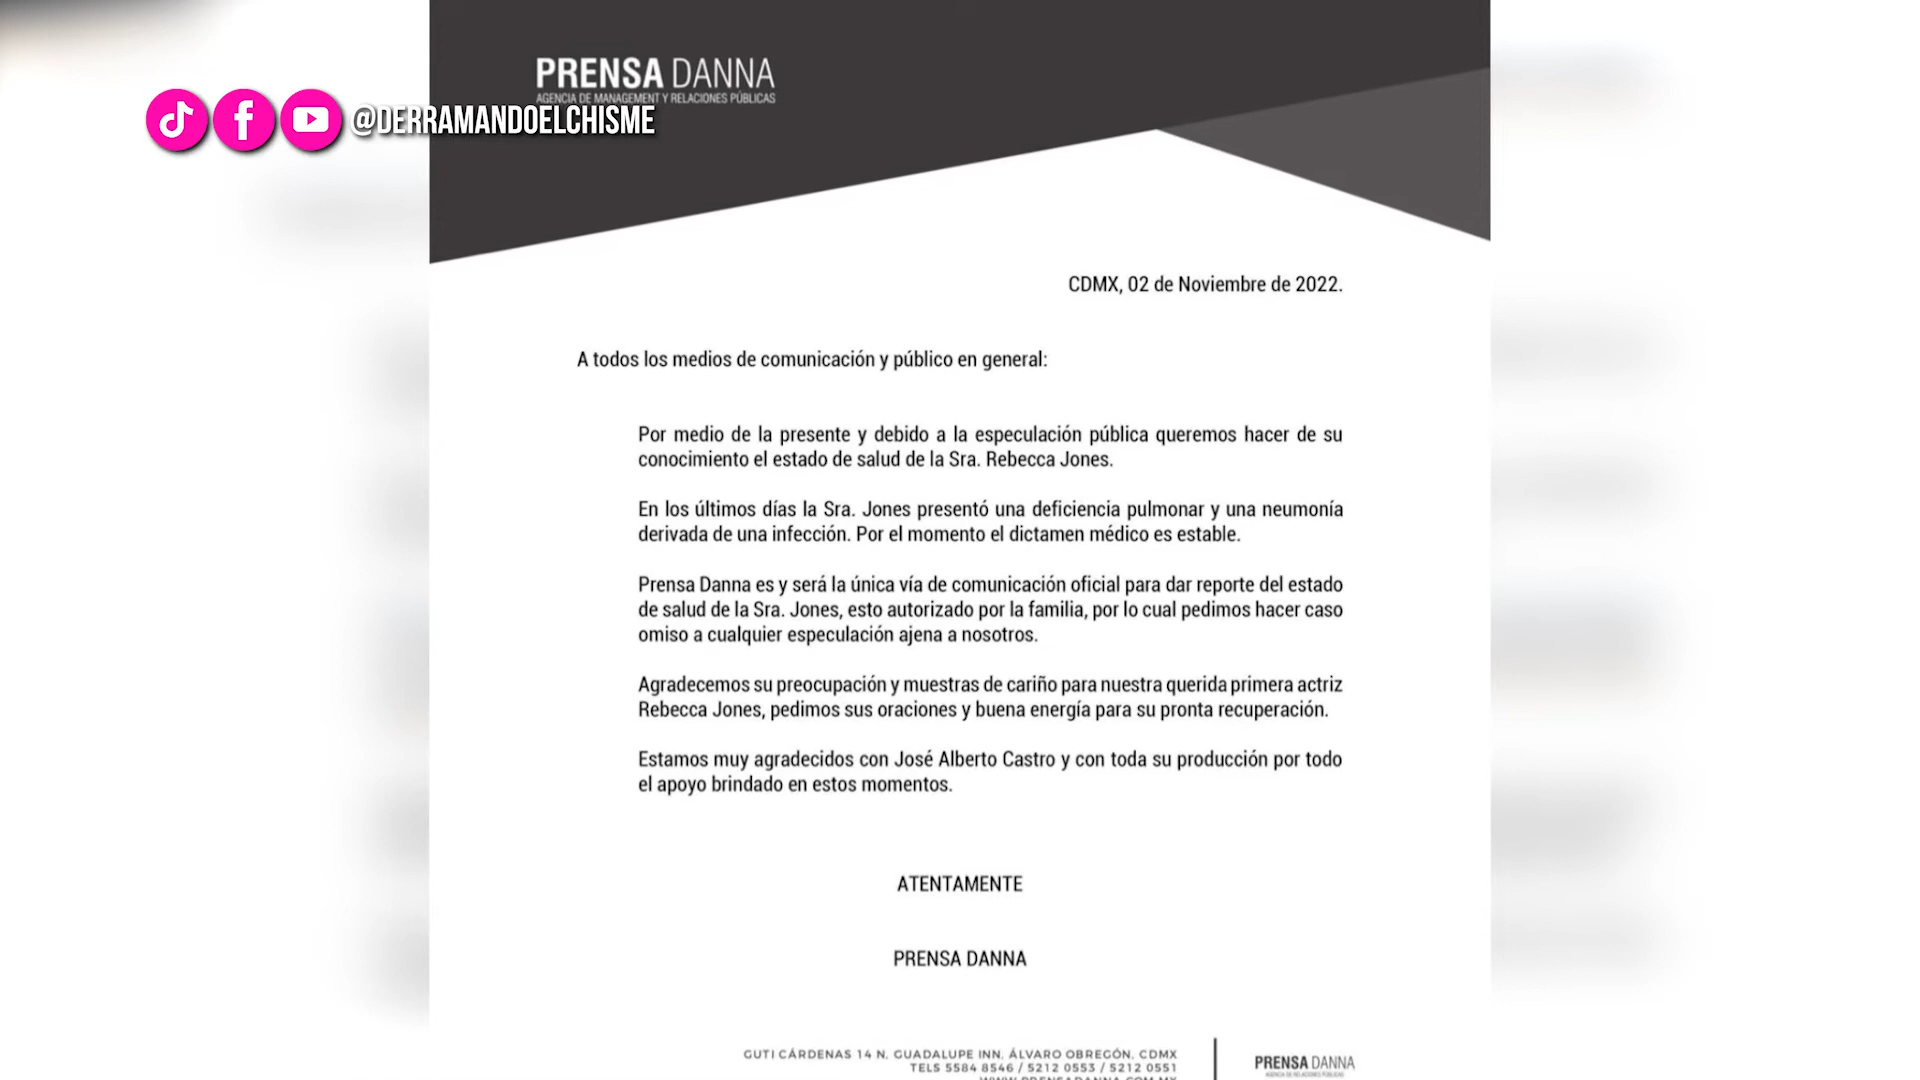 PRENSA DANNA
AGENCIA DE MANAGEMENT Y RELACIONES PÚBLICAS
@DERRAMANDOELCHISME
CDMX, 02 de Noviembre de 2022.
A todos los medios de comunicación y público en general:
Por medio de la presente y debido a la especulación pública queremos hacer de su
conocimiento el estado de salud de la Sra. Rebecca Jones.
En los últimos días la Sra. Jones presentó una deficiencia pulmonar y una neumonía
derivada de una infección. Por el momento el dictamen médico es estable.
Prensa Danna es y será la única vía de comunicación oficial para dar reporte del estado
de salud de la Sra. Jones, esto autorizado por la familia, por lo cual pedimos hacer caso
omiso a cualquier especulación ajena a nosotros.
Agradecemos su preocupación y muestras de cariño para nuestra querida primera actriz
Rebecca Jones, pedimos sus oraciones y buena energía para su pronta recuperación.
Estamos muy agradecidos con José Alberto Castro y con toda su producción por todo
el apoyo brindado en estos momentos.
ATENTAMENTE
PRENSA DANNA
GUTI CÁRDENAS 14 N, GUADALUPE INN, ÁLVARO OBREGÓN, CDMX
TELS 5584 8546 / 5212 0553 / 5212 0551
WWW.PRENSADANNA.COM.MX
PRENSA DANNA
AGENCIA DE RELACIONES PÚBLICAS